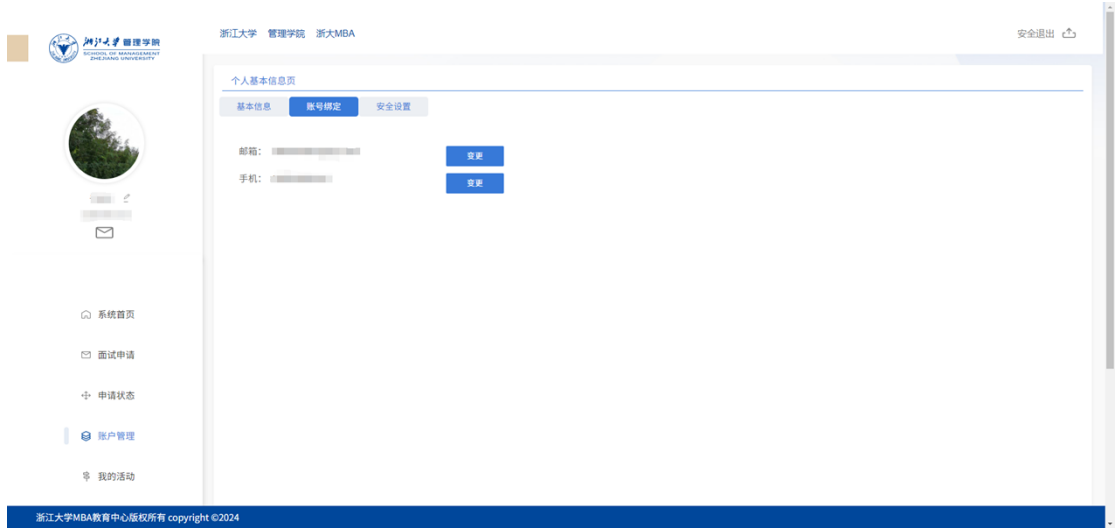 浙江大学 管理学院
SCHOOL OF MANAGEMENT
ZHEJIANG UNIVERSITY
浙江大学 管理学院 浙大MBA
安全退出
个人基本信息页
基本信息 账号绑定 安全设置
邮箱：
变更
手机：
变更
系统首页
面试申请
申请状态
账户管理
我的活动
浙江大学MBA教育中心版权所有 copyright ©2024